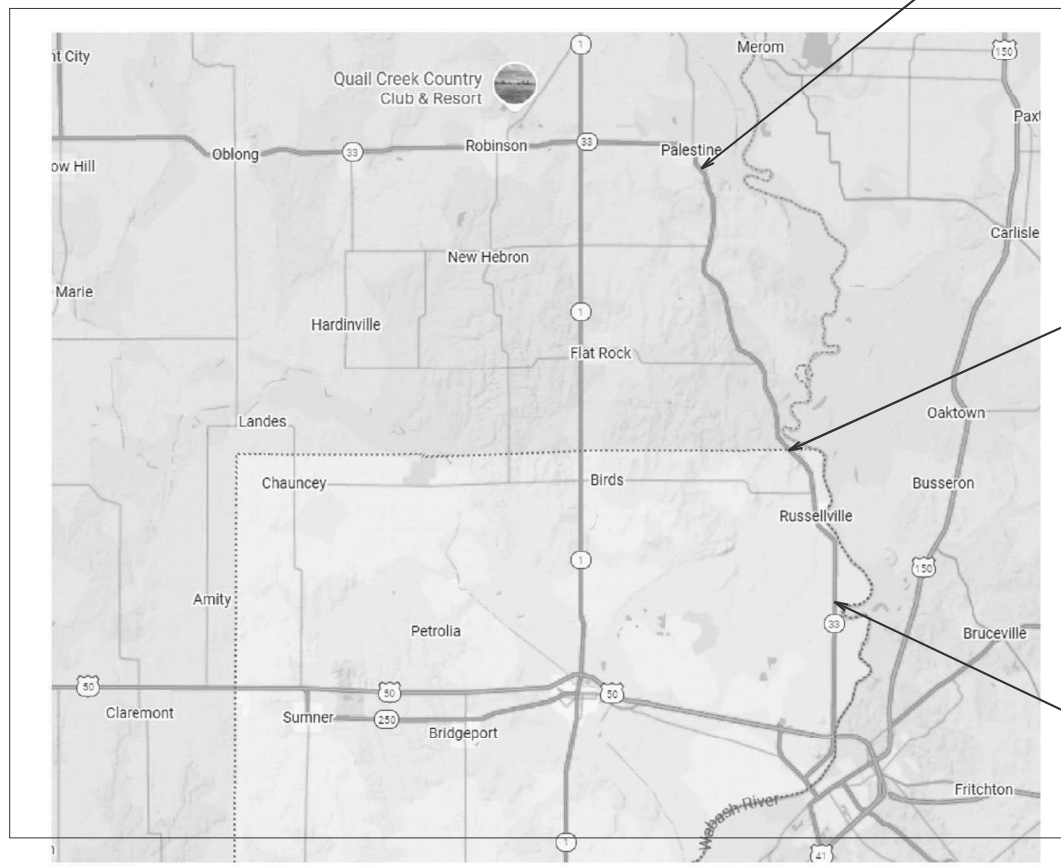 Merom
1
150
nt City
Quail Creek Country
Club & Resort
Paxt
33
Robinson
Palestine
Oblong
33
ow Hill
Carlisle
New Hebron
Marie
1
Hardinville
Flat Rock
Oaktown
Landes
Chauncey
Birds
Busseron
Russellville
1
150
Amity
33
Petrolia
Bruceville
50
50
50
Claremont
Sumner
250
Bridgeport
Fritchton
Wabash River
1
41